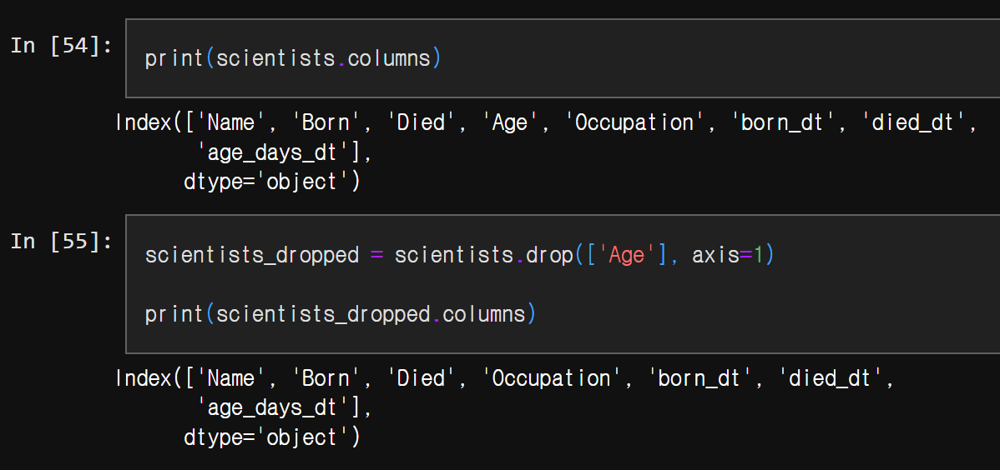 In [54]:
print(scientists.columns)
Index(['Name', 'Born', 'Died', 'Age', 'Occupation', 'born_dt', 'died_dt',
       'age_days_dt'],
      dtype='object')
In [55]:
scientists_dropped = scientists.drop(['Age'], axis=1)
print(scientists_dropped.columns)
Index(['Name', 'Born', 'Died', 'Occupation', 'born_dt', 'died_dt',
       'age_days_dt'],
      dtype='object')